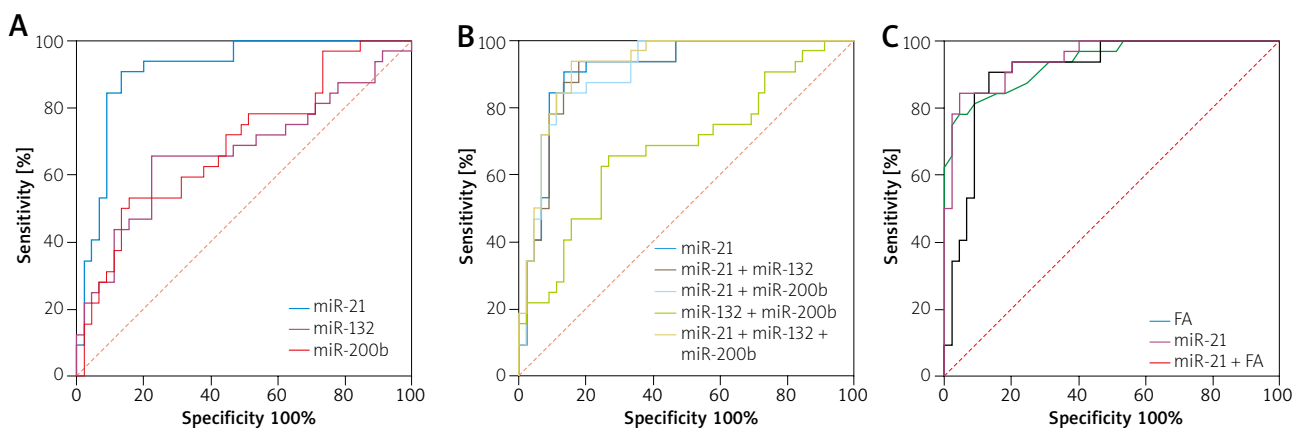 A
Sensitivity [%]
100
80
60
40
20
0
0 20 40 60 80 100
Specificity 100%
miR-21
miR-132
miR-200b
B
Sensitivity [%]
100
80
60
40
20
0
0 20 40 60 80 100
Specificity 100%
miR-21
miR-21 + miR-132
miR-21 + miR-200b
miR-132 + miR-200b
miR-21 + miR-132 +
miR-200b
C
Sensitivity [%]
100
80
60
40
20
0
0 20 40 60 80 100
Specificity 100%
FA
miR-21
miR-21 + FA